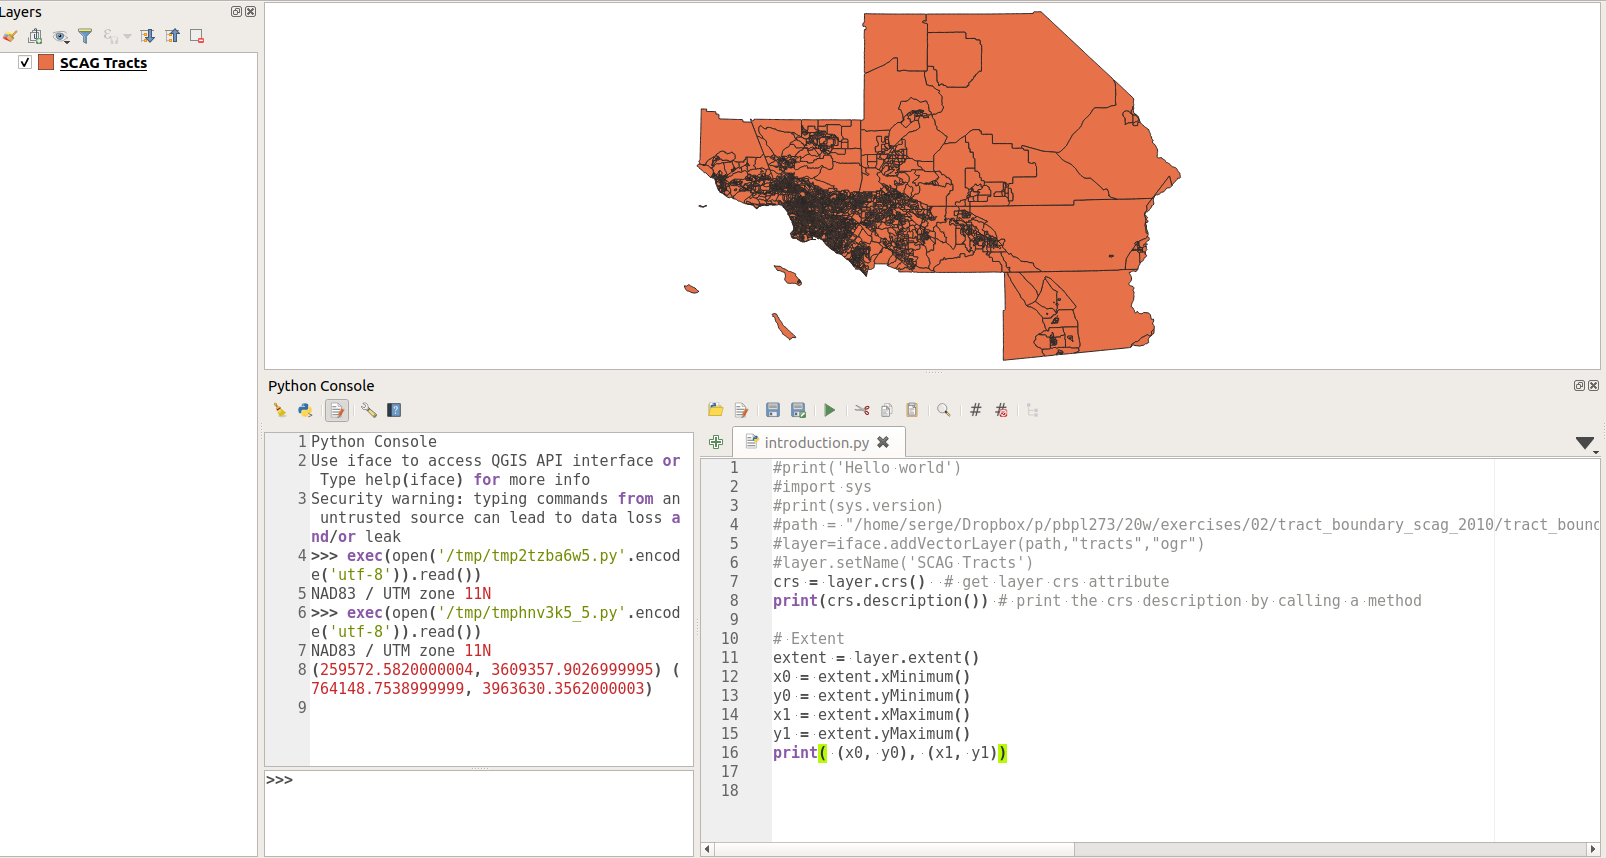 Layers
SCAG Tracts
Python Console
1 Python Console
2 Use iface to access QGIS API interface or
Type help(iface) for more info
3 Security warning: typing commands from an
untrusted source can lead to data loss a
nd/or leak
4 >>> exec(open('/tmp/tmp2tzba6w5.py'.encod
e('utf-8')).read())
5 NAD83 / UTM zone 11N
6 >>> exec(open('/tmp/tmphnv3k5_5.py'.encod
e('utf-8')).read())
7 NAD83 / UTM zone 11N
8 (259572.5820000004, 3609357.9026999995) (
764148.7538999999, 3963630.3562000003)
9
>>>
introduction.py
1 #print('Hello world')
2 #import sys
3 #print(sys.version)
4 #path = "/home/serge/Dropbox/p/pbpl273/20w/exercises/02/tract_boundary_scag_2010/tract_boun
5 #layer=iface.addVectorLayer(path,"tracts","ogr")
6 #layer.setName('SCAG Tracts')
7 crs = layer.crs()  # get layer crs attribute
8 print(crs.description()) # print the crs description by calling a method
9
10 # Extent
11 extent = layer.extent()
12 x0 = extent.xMinimum()
13 y0 = extent.yMinimum()
14 x1 = extent.xMaximum()
15 y1 = extent.yMaximum()
16 print( (x0, y0), (x1, y1))
17
18